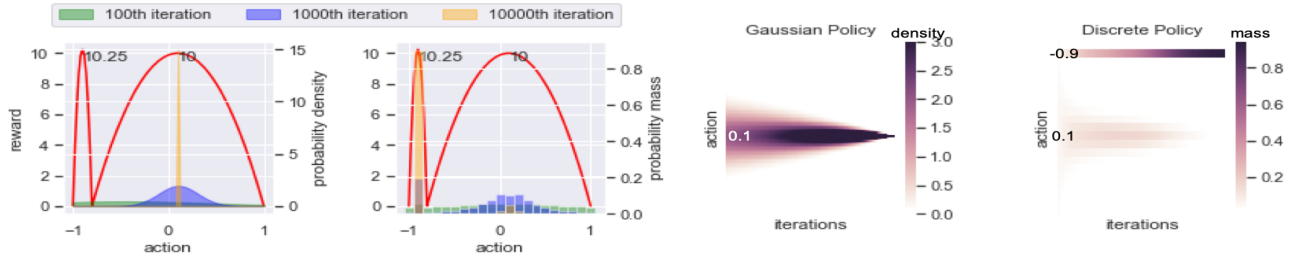 100th iteration 1000th iteration 10000th iteration
10.25 10
reward
10
8
6
4
2
0
15
10
5
0
probability density
−1 0 1
action
10.25 10
10
8
6
4
2
0
0.8
0.6
0.4
0.2
0.0
probability mass
−1 0 1
action
Gaussian Policy
density
action
0.1
3.0
2.5
2.0
1.5
1.0
0.5
0.0
iterations
Discrete Policy
mass
-0.9
action
0.1
0.8
0.6
0.4
0.2
iterations